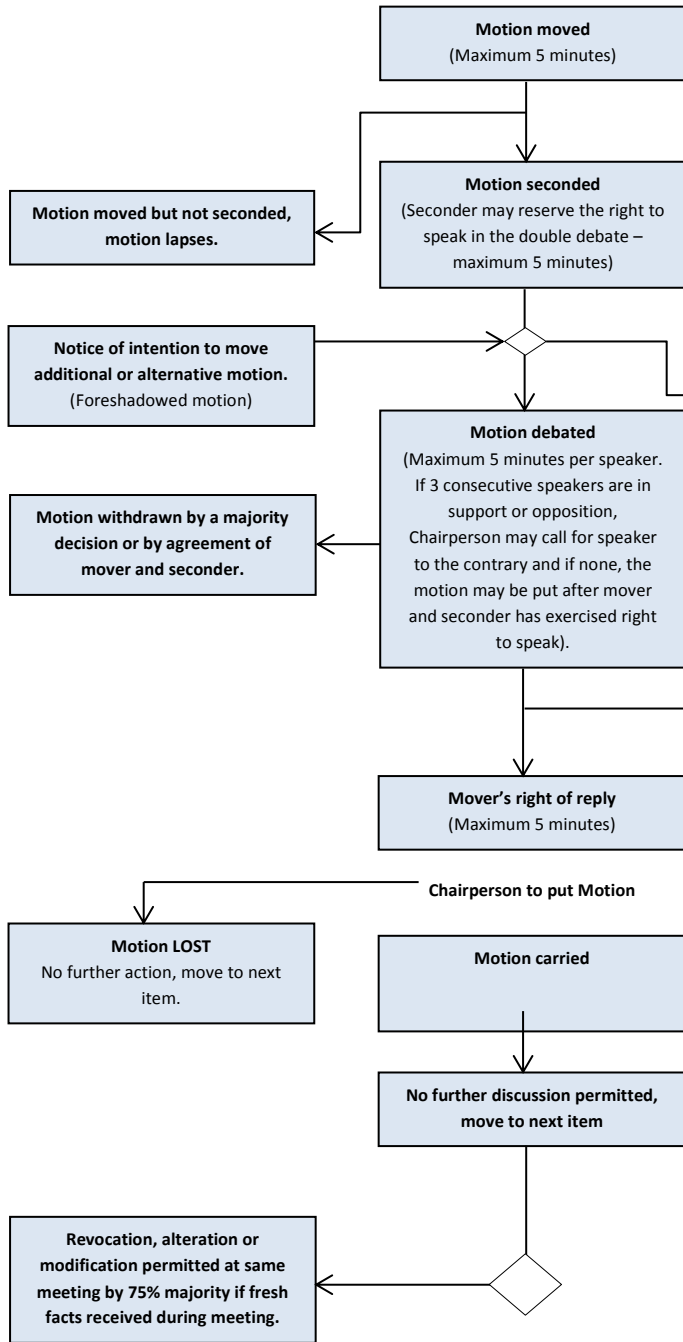 Motion moved
(Maximum 5 minutes)
Motion seconded
(Seconder may reserve the right to
speak in the double debate –
maximum 5 minutes)
Motion moved but not seconded,
motion lapses.
Notice of intention to move
additional or alternative motion.
(Foreshadowed motion)
Motion debated
(Maximum 5 minutes per speaker.
If 3 consecutive speakers are in
support or opposition,
Chairperson may call for speaker
to the contrary and if none, the
motion may be put after mover
and seconder has exercised right
to speak).
Motion withdrawn by a majority
decision or by agreement of
mover and seconder.
Mover’s right of reply
(Maximum 5 minutes)
Chairperson to put Motion
Motion LOST
No further action, move to next
item.
Motion carried
No further discussion permitted,
move to next item
Revocation, alteration or
modification permitted at same
meeting by 75% majority if fresh
facts received during meeting.